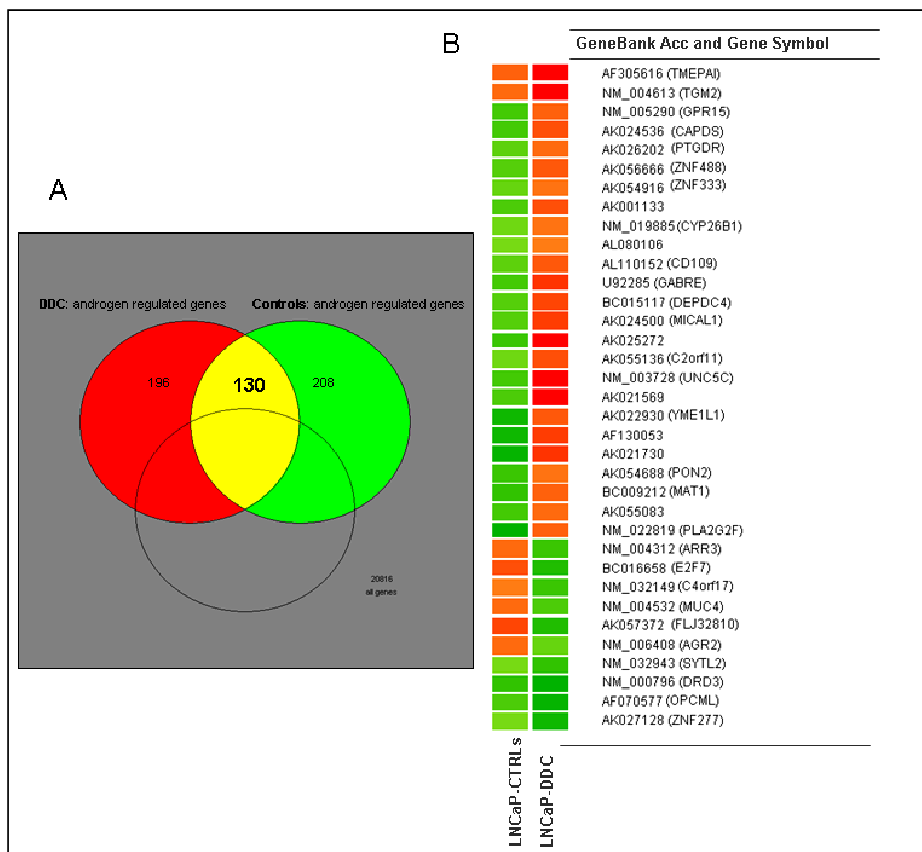 A
DDC: androgen regulated genes
Controls: androgen regulated genes
130
208
20816
all genes
B
GeneBank Acc and Gene Symbol
AF305616 (TMEPAI)
NM_004613 (TGM2)
NM_005290 (GPR15)
AK024536 (CAPDS)
AK026202 (PTGDR)
AK056666 (ZNF488)
AK054916 (ZNF333)
AK001133
NM_019885(CYP26B1)
AL080106
AL110152 (CD109)
U92285 (GABRE)
BC015117 (DEPDC4)
AK024500 (MICAL1)
AK025272
AK055136 (C2orf11)
NM_003728 (UNC5C)
AK021569
AK022930 (YME1L1)
AF130053
AK021730
AK054688 (PON2)
BC009212 (MAT1)
AK055083
NM_022819 (PLA2G2F)
NM_004312 (ARR3)
BC016658 (E2F7)
NM_032149 (C4orf17)
NM_004532 (MUC4)
AK057372 (FLJ32810)
NM_006408 (AGR2)
NM_032943 (SYTL2)
NM_000796 (DRD3)
AF070577 (OPCML)
AK027128 (ZNF277)
LNCaP-CTRLs
LNCaP-DDC